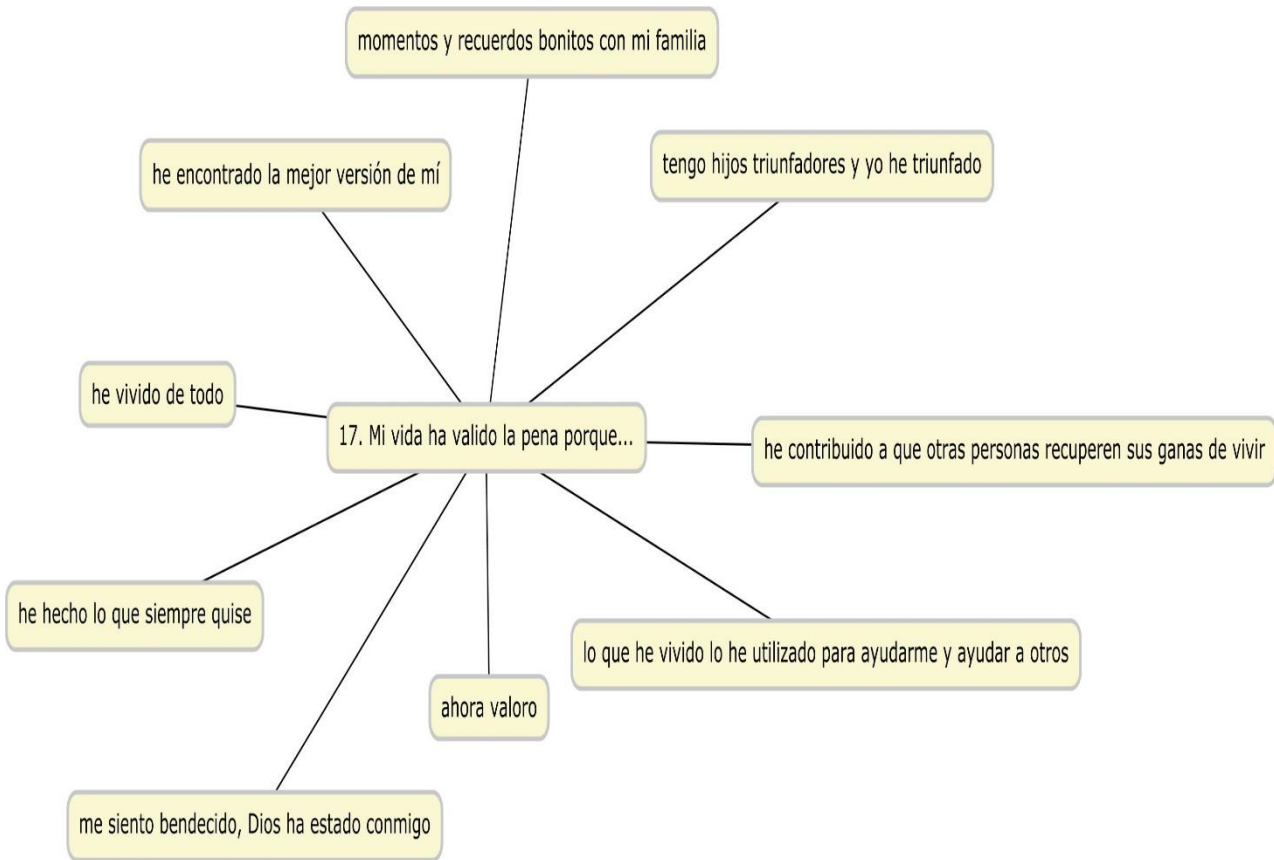 momentos y recuerdos bonitos con mi familia
he encontrado la mejor versión de mí
tengo hijos triunfadores y yo he triunfado
he vivido de todo
17. Mi vida ha valido la pena porque...
he contribuido a que otras personas recuperen sus ganas de vivir
he hecho lo que siempre quise
lo que he vivido lo he utilizado para ayudarme y ayudar a otros
ahora valoro
me siento bendecido, Dios ha estado conmigo